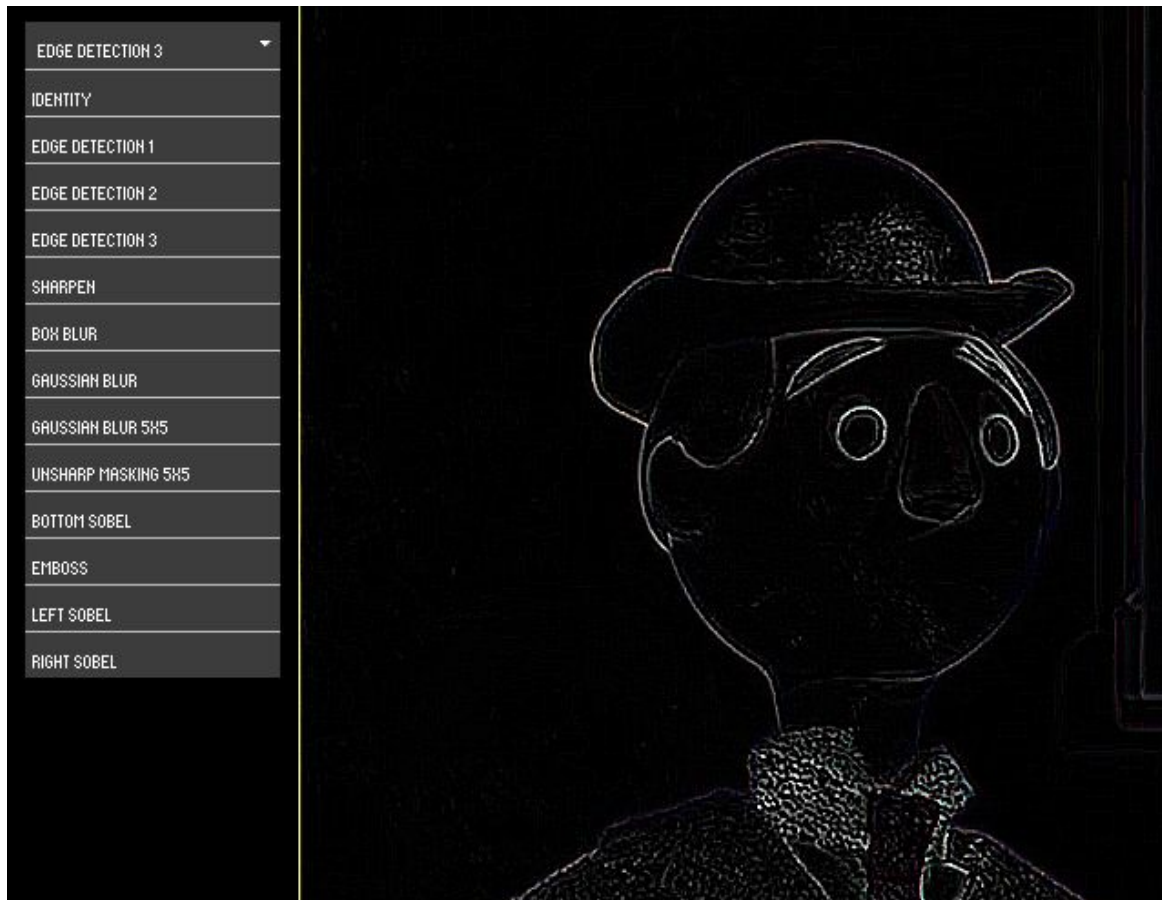 EDGE DETECTION 3
IDENTITY
EDGE DETECTION 1
EDGE DETECTION 2
EDGE DETECTION 3
SHARPEN
BOX BLUR
GAUSSIAN BLUR
GAUSSIAN BLUR 5X5
UNSHARP MASKING 5X5
BOTTOM SOBEL
EMBOSS
LEFT SOBEL
RIGHT SOBEL